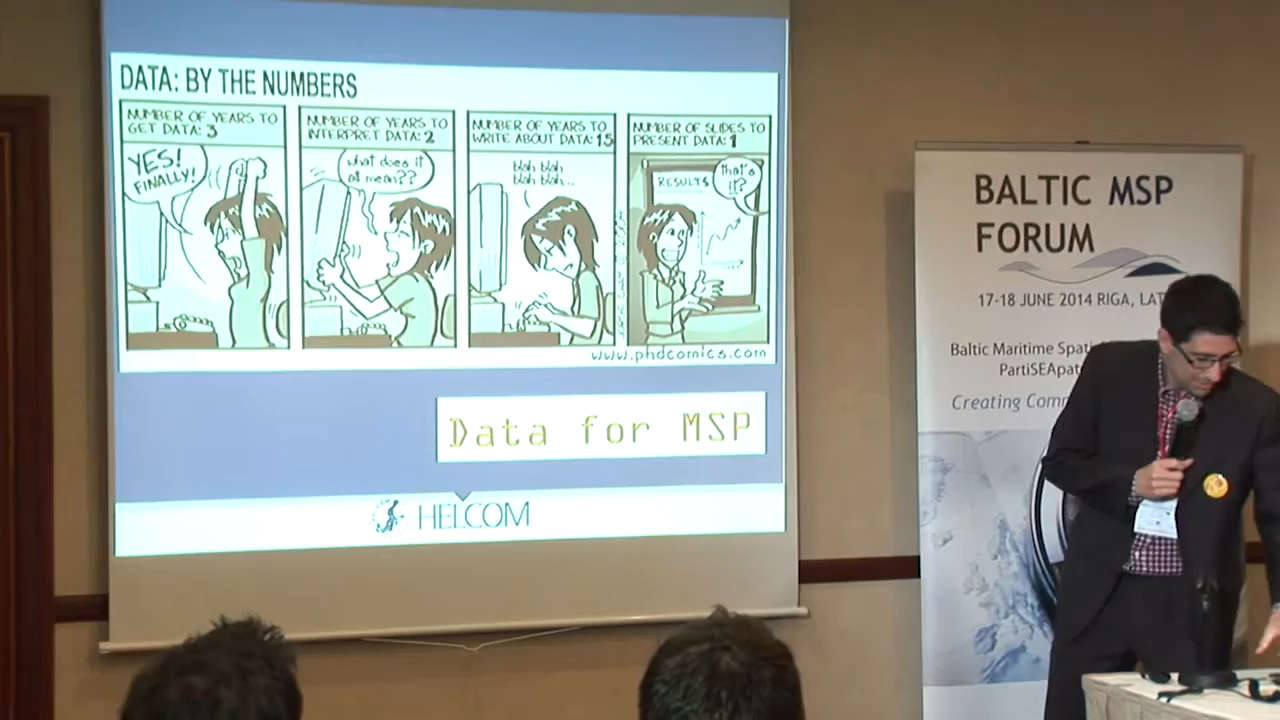 DATA: BY THE NUMBERS
NUMBER OF YEARS TO
GET DATA: 3
YES!
FINALLY!
NUMBER OF YEARS TO
INTERPRET DATA: 2
what does it
all mean??
NUMBER OF YEARS TO
WRITE ABOUT DATA: 1.5
blah blah
blah blah...
NUMBER OF SLIDES TO
PRESENT DATA: 1
RESULTS
that's
it?
www.phdcomics.com
Data for MSP
HELCOM
BALTIC MSP
FORUM
17-18 JUNE 2014 RIGA, LAT
Baltic Maritime Spati
PartiSEApat
Creating Com